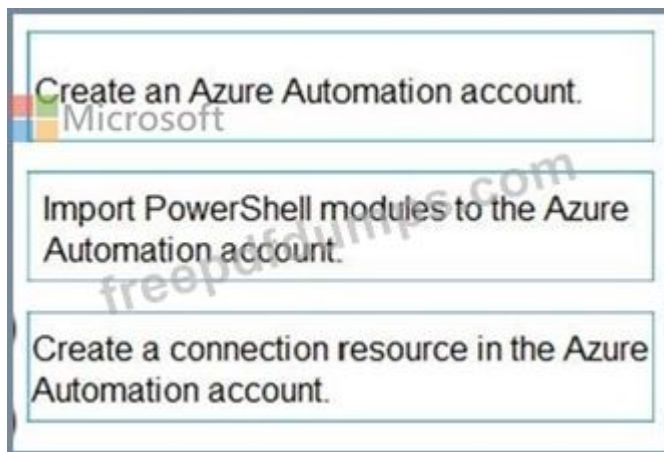 Create an Azure Automation account.
Microsoft
Import PowerShell modules to the Azure
Automation account.
freepdfdumps.com
Create a connection resource in the Azure
Automation account.